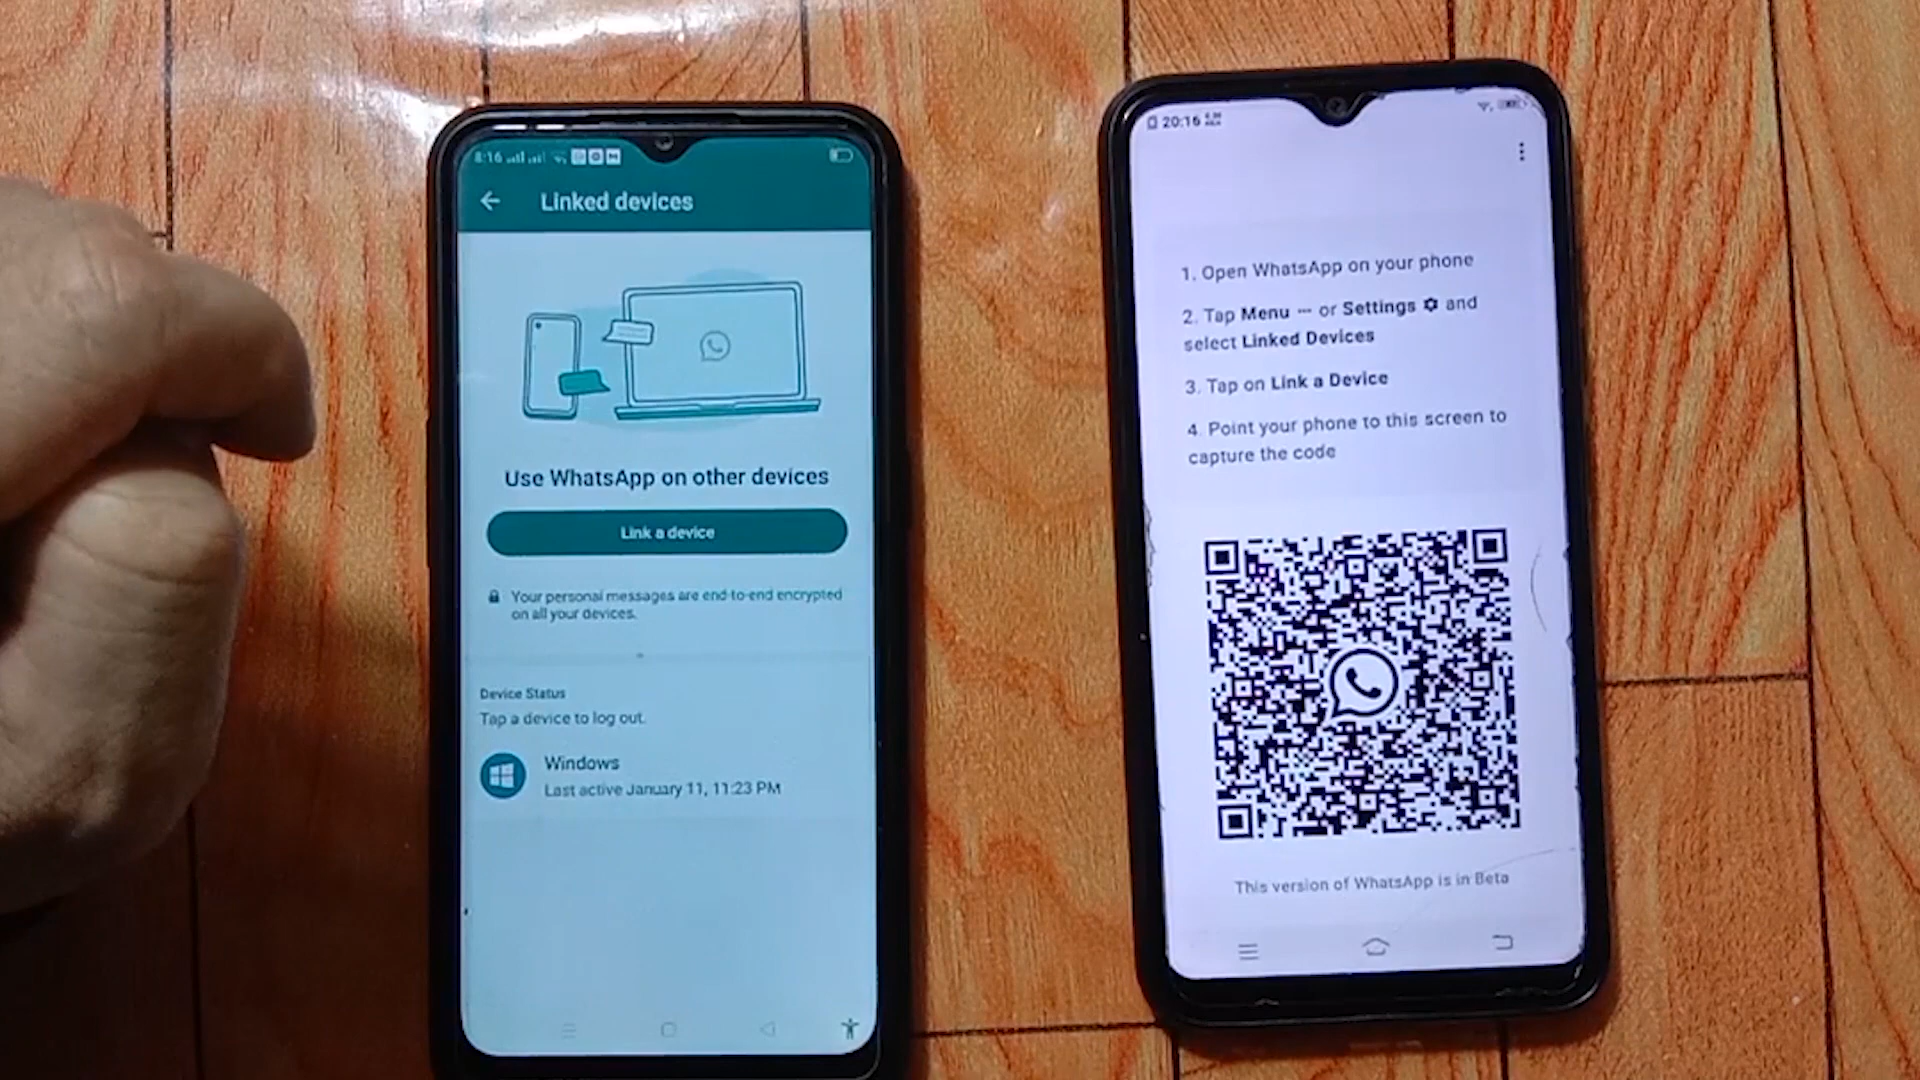 8:16
Linked devices
Use WhatsApp on other devices
Link a device
Your personal messages are end-to-end encrypted
on all your devices.
Device Status
Tap a device to log out.
Windows
Last active January 11, 11:23 PM
20:16
1. Open WhatsApp on your phone
2. Tap Menu ··· or Settings and
select Linked Devices
3. Tap on Link a Device
4. Point your phone to this screen to
capture the code
This version of WhatsApp is in Beta